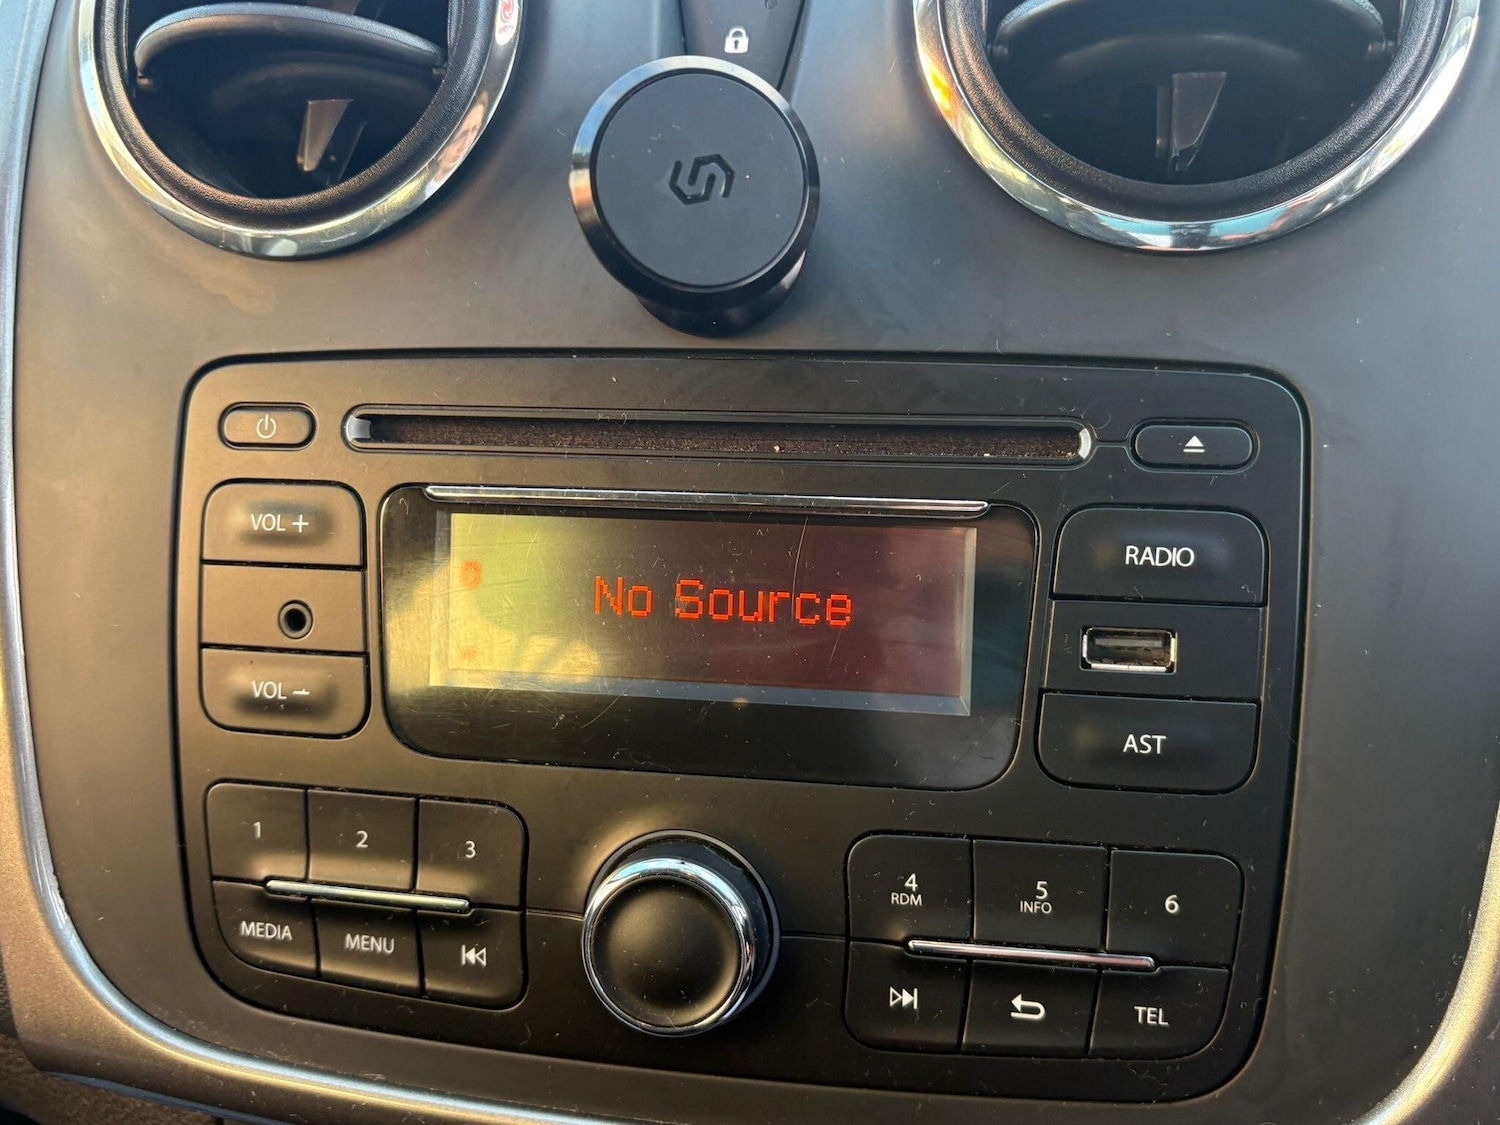 VOL +
No Source
RADIO
VOL -
AST
1
2
3
4
RDM
5
INFO
6
MEDIA
MENU
TEL